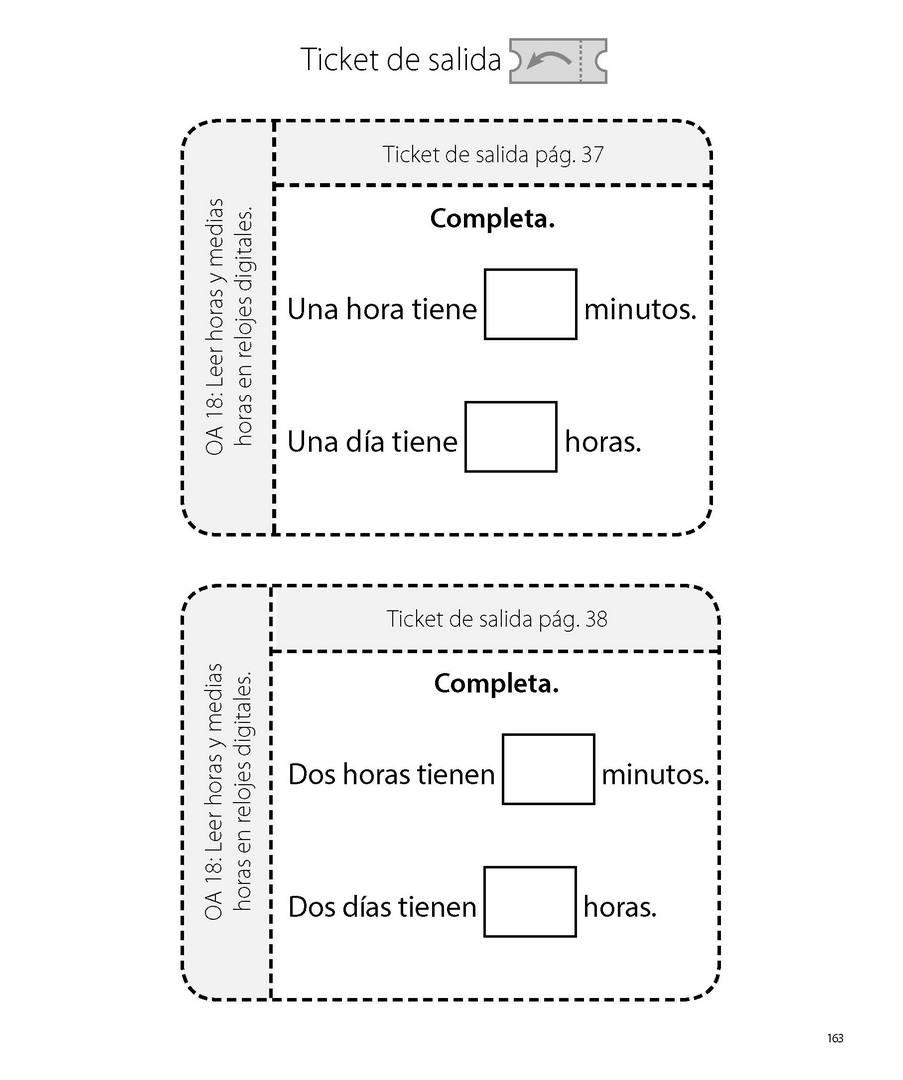 Ticket de salida
OA 18: Leer horas y medias
horas en relojes digitales.
Ticket de salida pág. 37
Completa.
Una hora tiene minutos.
Una día tiene horas.
OA 18: Leer horas y medias
horas en relojes digitales.
Ticket de salida pág. 38
Completa.
Dos horas tienen minutos.
Dos días tienen horas.
163